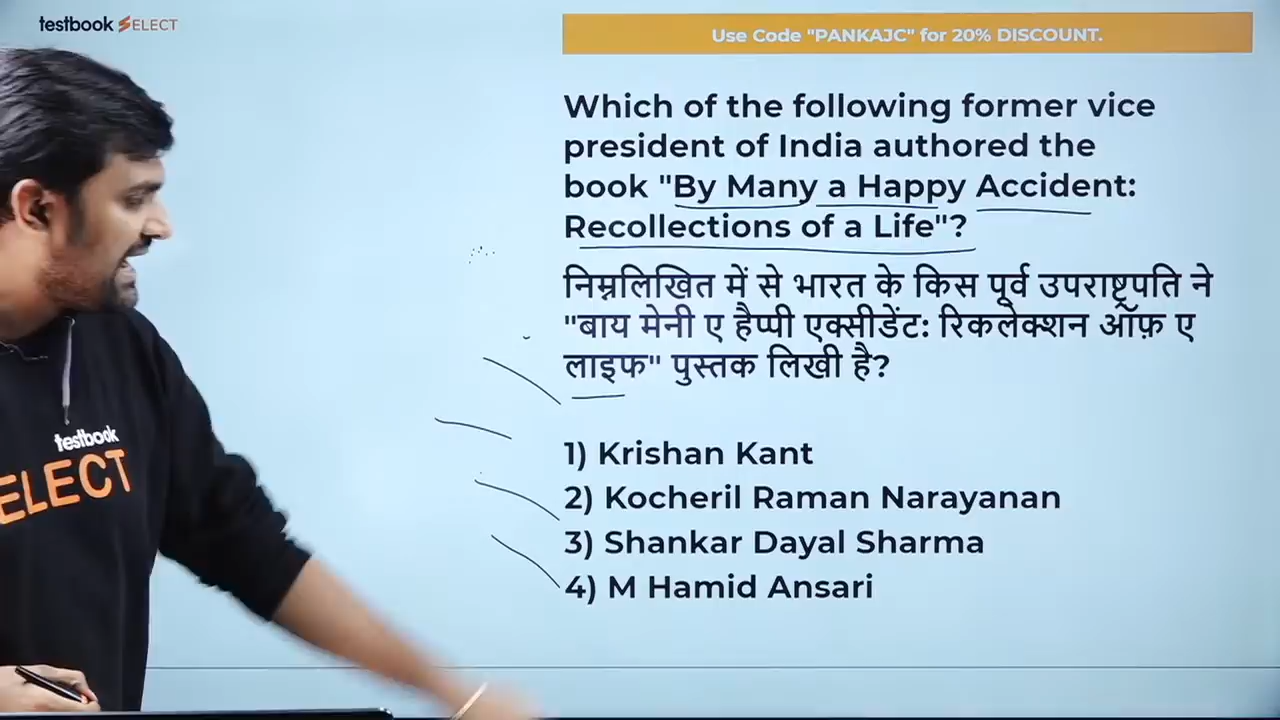 testbook SELECT
Use Code "PANKAJC" for 20% DISCOUNT.
Which of the following former vice
president of India authored the
book "By Many a Happy Accident:
Recollections of a Life"?
निम्नलिखित में से भारत के किस पूर्व उपराष्ट्रपति ने
"बाय मेनी ए हैप्पी एक्सीडेंट: रिकलेक्शन ऑफ़ ए
लाइफ" पुस्तक लिखी है?
1) Krishan Kant
2) Kocheril Raman Narayanan
3) Shankar Dayal Sharma
4) M Hamid Ansari
testbook
ELECT